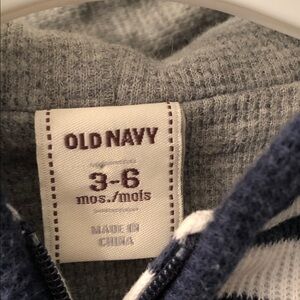 OLD NAVY
3-6
mos./mois
MADE IN
CHINA